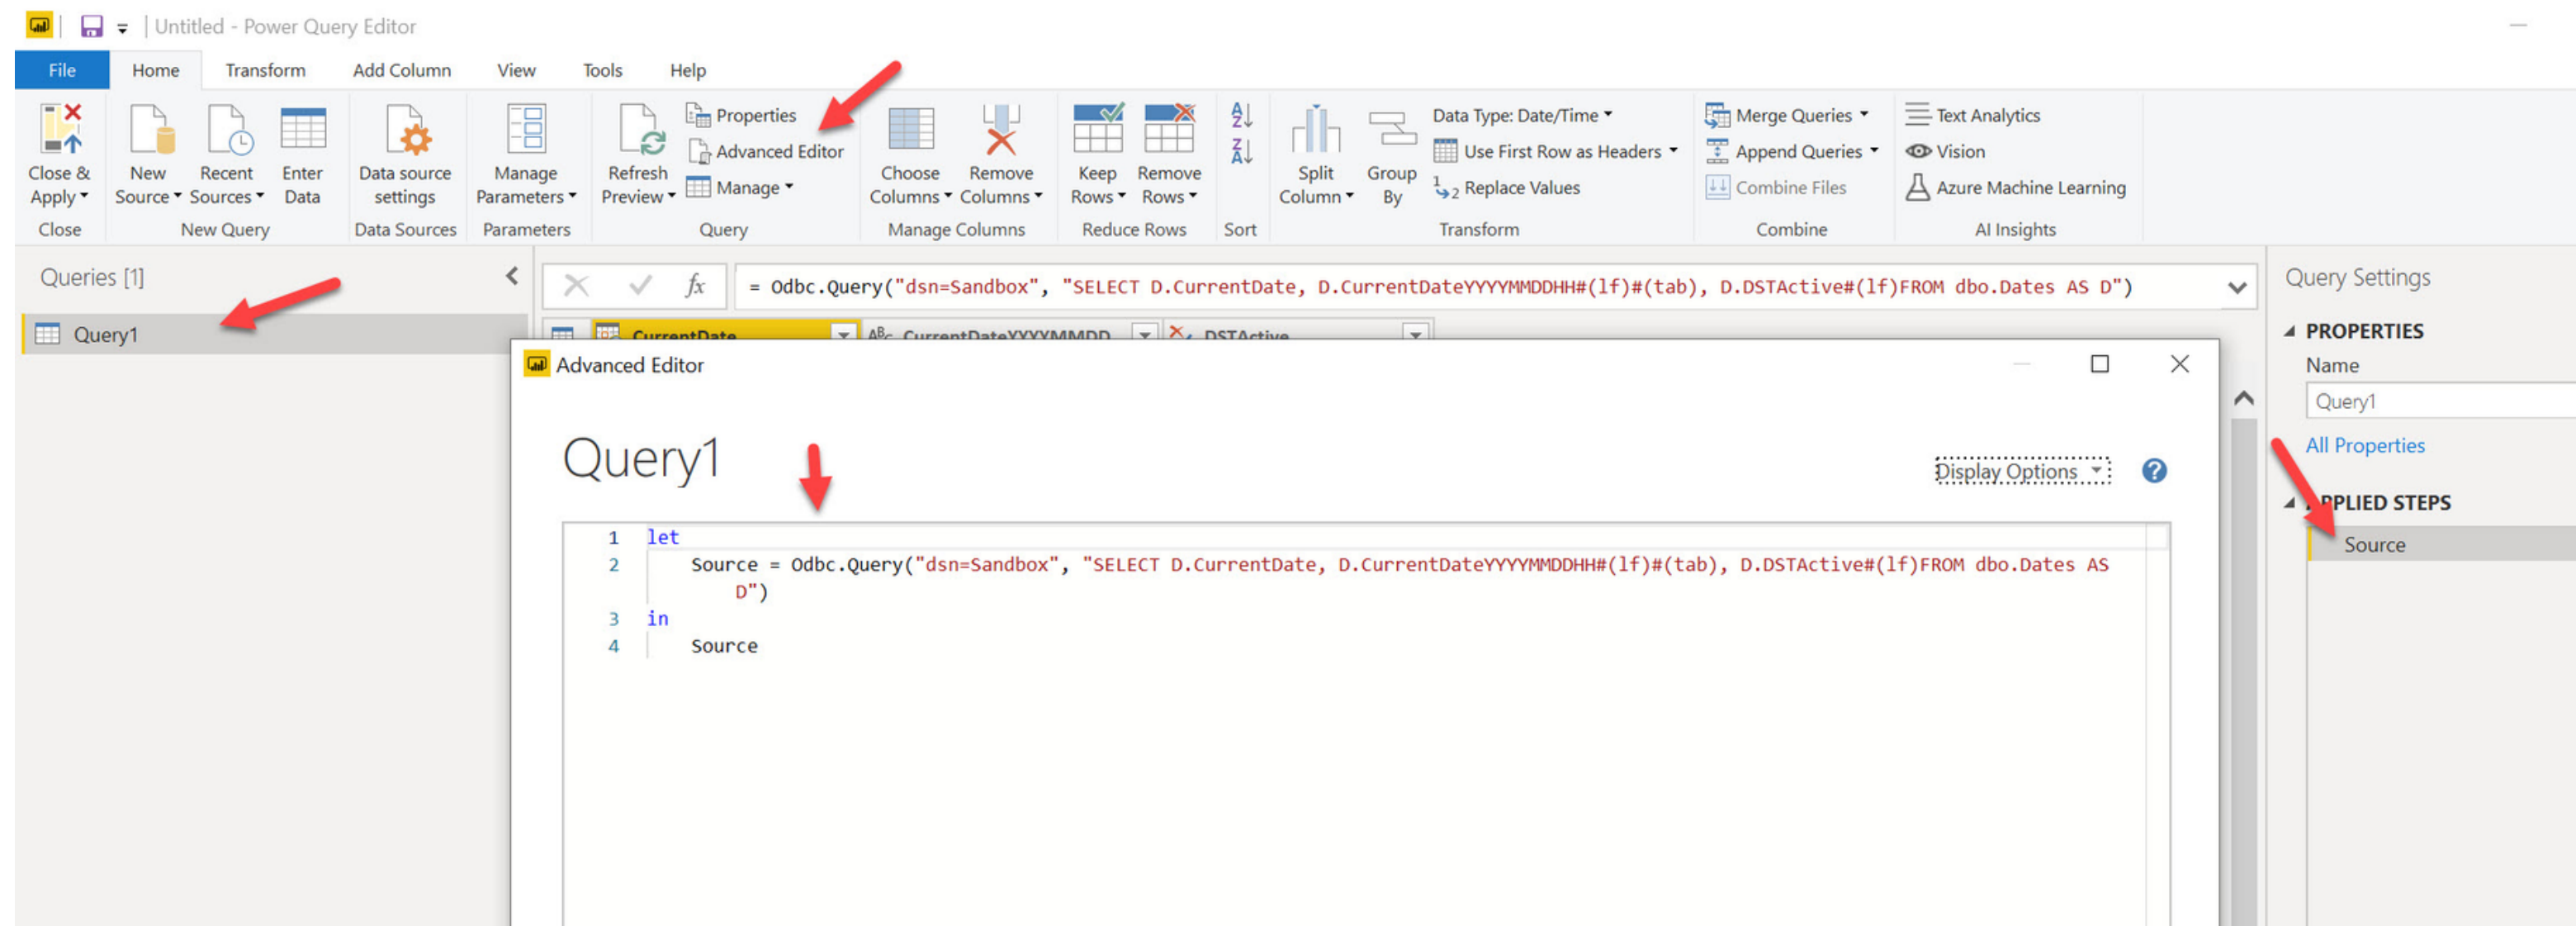 Untitled - Power Query Editor
File Home Transform Add Column View Tools Help
Close & Apply
Close
New Source
Recent Sources
Enter Data
New Query
Data source settings
Data Sources
Manage Parameters
Parameters
Refresh Preview
Properties
Advanced Editor
Manage
Query
Choose Columns
Remove Columns
Manage Columns
Keep Rows
Remove Rows
Reduce Rows
Sort
Split Column
Group By
Data Type: Date/Time
Use First Row as Headers
Replace Values
Transform
Merge Queries
Append Queries
Combine Files
Combine
Text Analytics
Vision
Azure Machine Learning
AI Insights
Queries [1]
Query1
fx
= Odbc.Query("dsn=Sandbox", "SELECT D.CurrentDate, D.CurrentDateYYYYMMDDHH#(lf)#(tab), D.DSTActive#(lf)FROM dbo.Dates AS D")
CurrentDate
CurrentDateYYYYMMDD
DSTActive
Advanced Editor
Query1
Display Options
1 let
2 Source = Odbc.Query("dsn=Sandbox", "SELECT D.CurrentDate, D.CurrentDateYYYYMMDDHH#(lf)#(tab), D.DSTActive#(lf)FROM dbo.Dates AS
D")
3 in
4 Source
Query Settings
PROPERTIES
Name
Query1
All Properties
PPLIED STEPS
Source